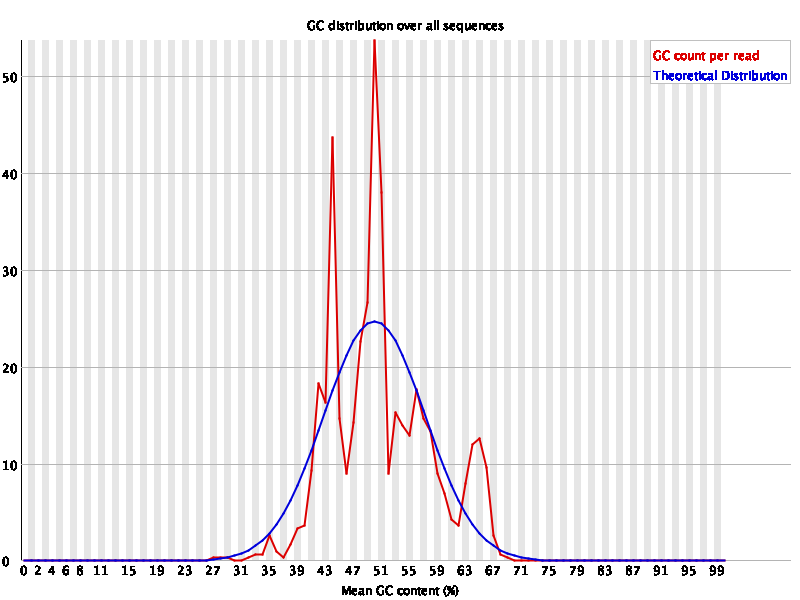 GC distribution over all sequences
GC count per read
Theoretical Distribution
50
40
30
20
10
0
0 2 4 6 8 11 15 19 23 27 31 35 39 43 47 51 55 59 63 67 71 75 79 83 87 91 95 99
Mean GC content (%)